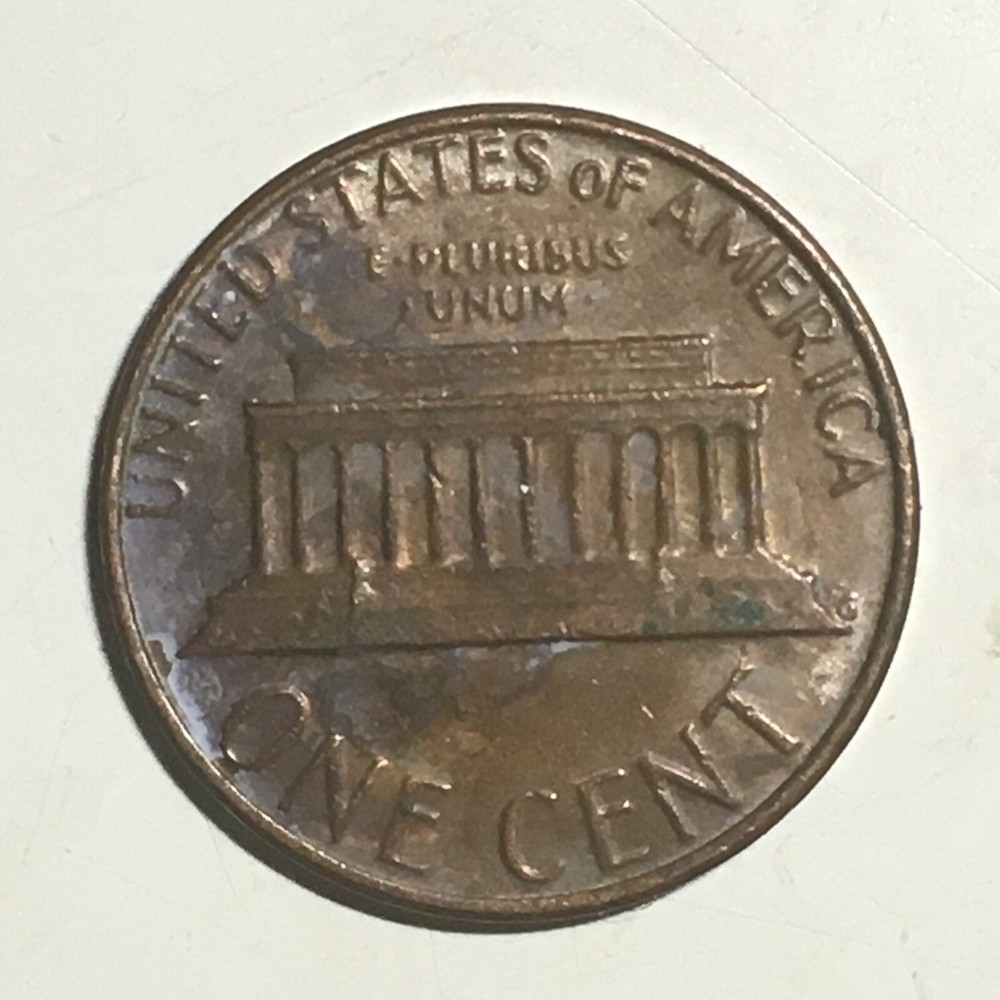 UNITED STATES OF AMERICA
E·PLURIBUS
UNUM
ONE CENT